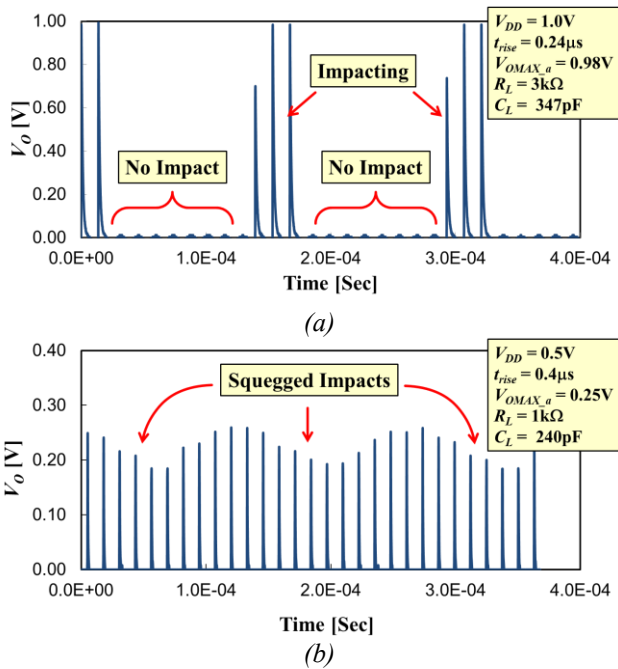 1.00
0.80
0.60
0.40
0.20
0.00
V_O [V]
V_DD = 1.0V
t_rise = 0.24µs
V_OMAX_a = 0.98V
R_L = 3kΩ
C_L = 347pF
Impacting
No Impact
No Impact
0.0E+00 1.0E-04 2.0E-04 3.0E-04 4.0E-04
Time [Sec]
(a)
0.40
0.30
0.20
0.10
0.00
V_O [V]
V_DD = 0.5V
t_rise = 0.4µs
V_OMAX_a = 0.25V
R_L = 1kΩ
C_L = 240pF
Squegged Impacts
0.0E+00 1.0E-04 2.0E-04 3.0E-04 4.0E-04
Time [Sec]
(b)